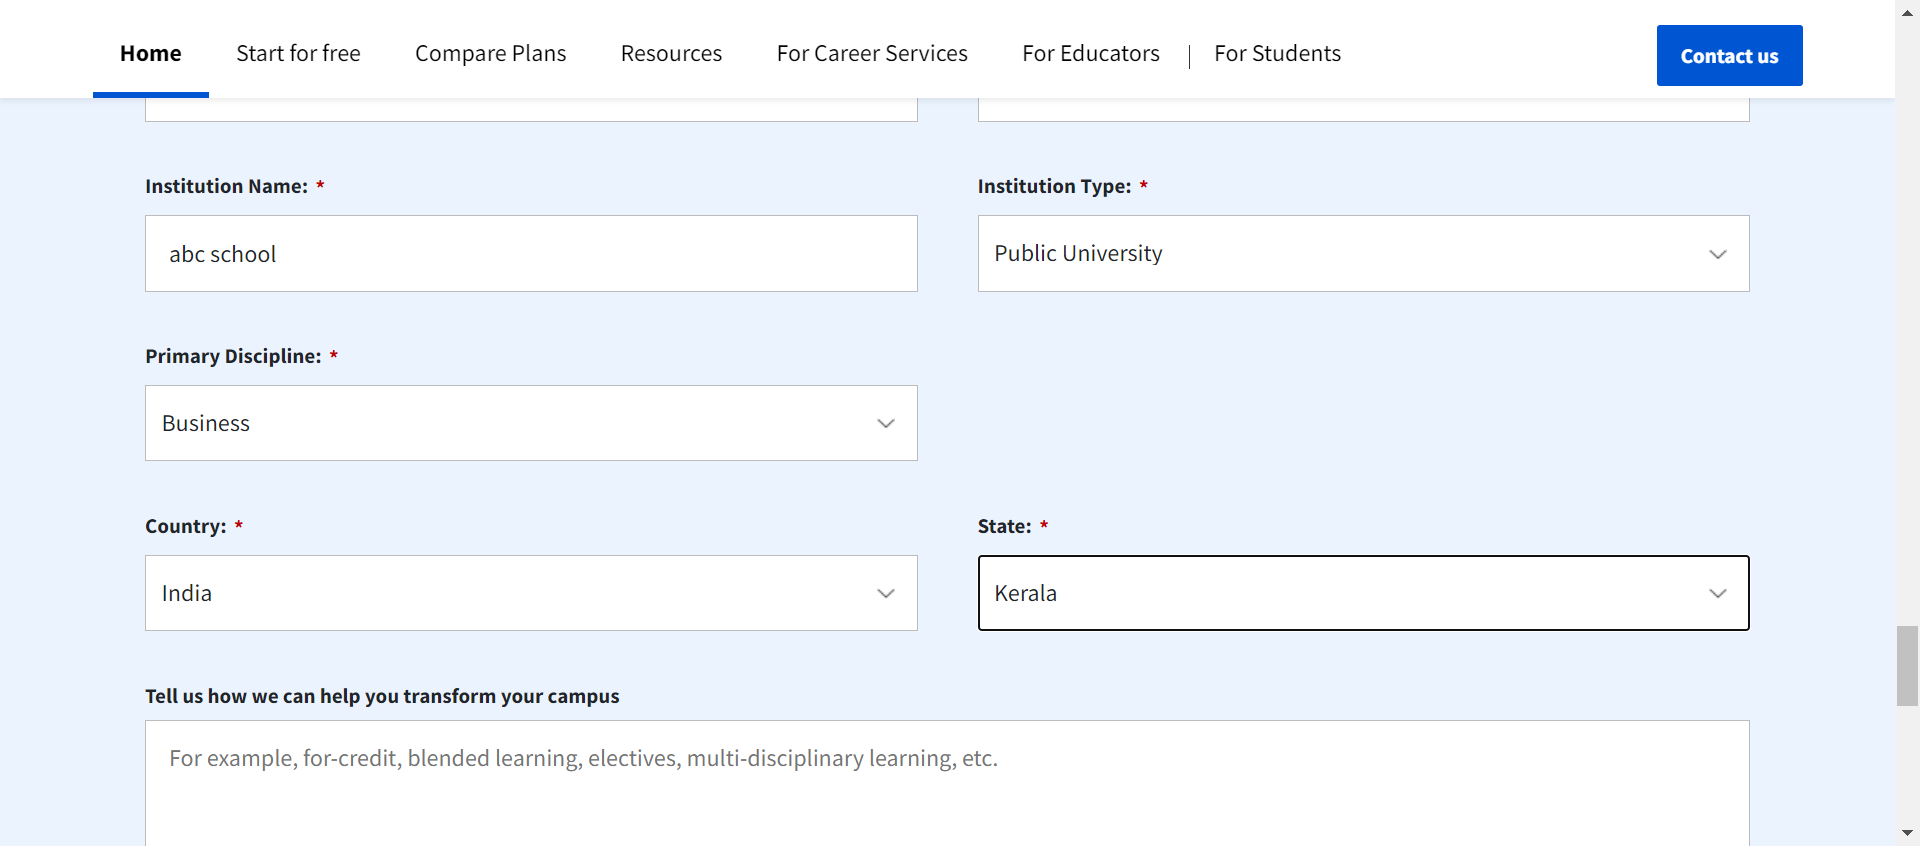 Home Start for free Compare Plans Resources For Career Services For Educators | For Students Contact us
Institution Name: * Institution Type: *
abc school Public University
Primary Discipline: *
Business
Country: * State: *
India Kerala
Tell us how we can help you transform your campus
For example, for-credit, blended learning, electives, multi-disciplinary learning, etc.